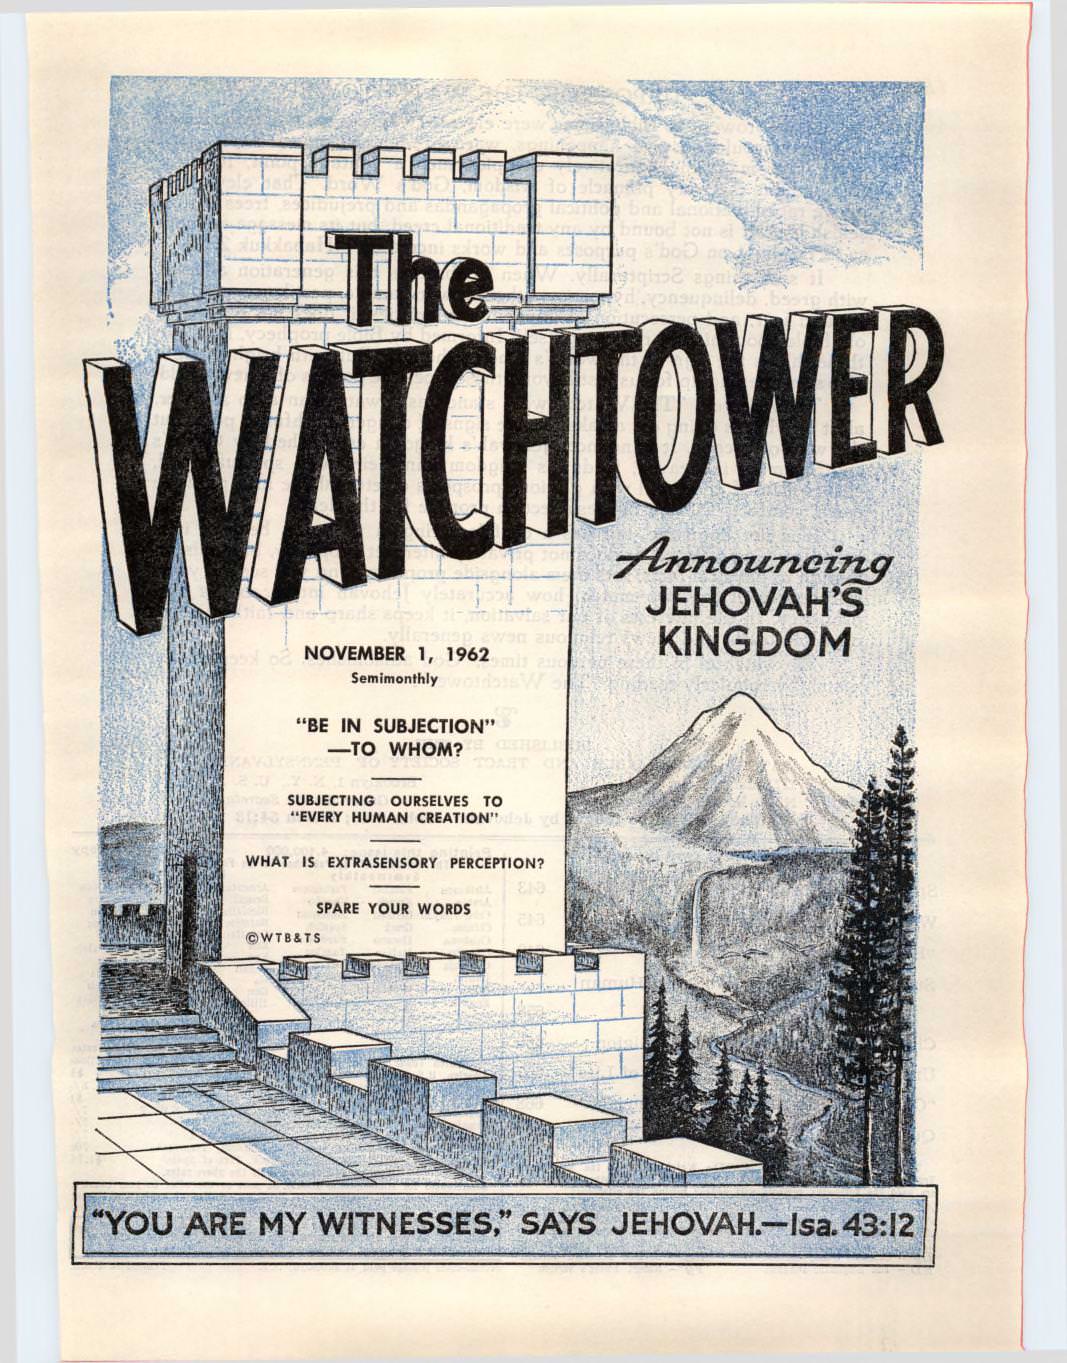 The
WATCHTOWER
Announcing
JEHOVAH'S
KINGDOM
NOVEMBER 1, 1962
Semimonthly
"BE IN SUBJECTION"
—TO WHOM?
SUBJECTING OURSELVES TO
"EVERY HUMAN CREATION"
WHAT IS EXTRASENSORY PERCEPTION?
SPARE YOUR WORDS
©WTB&TS
"YOU ARE MY WITNESSES," SAYS JEHOVAH.—Isa. 43:12